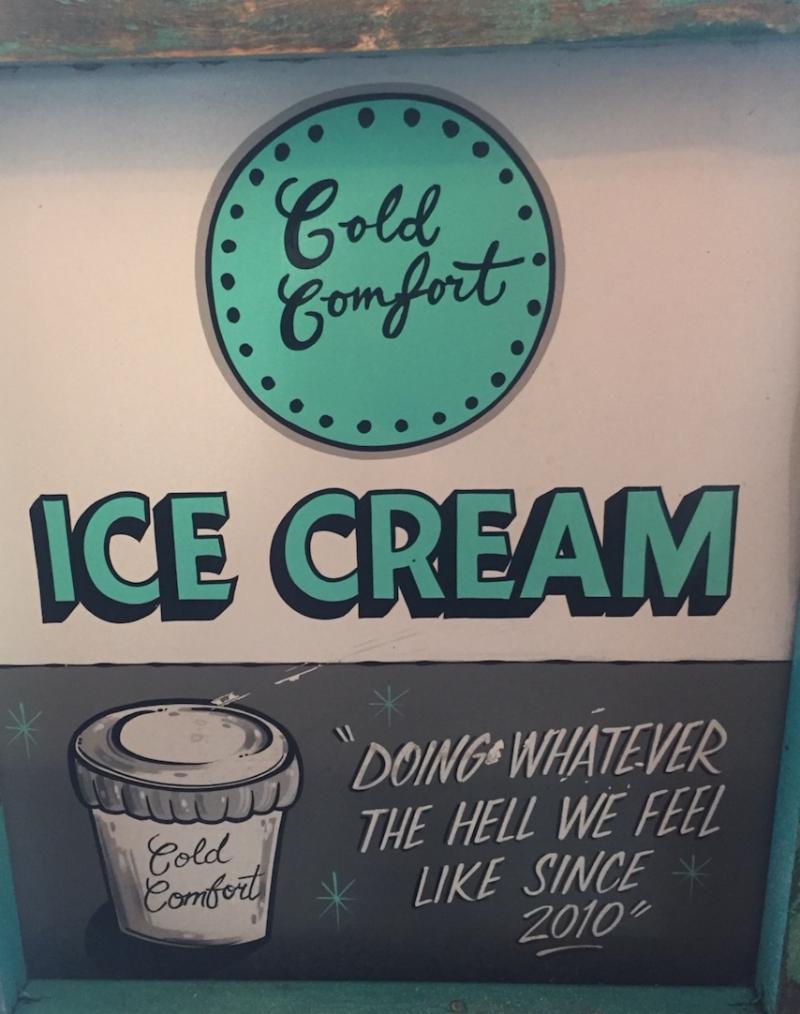 Cold
Comfort
ICE CREAM
"DOING WHATEVER
THE HELL WE FEEL
LIKE SINCE
2010"
Cold
Comfort